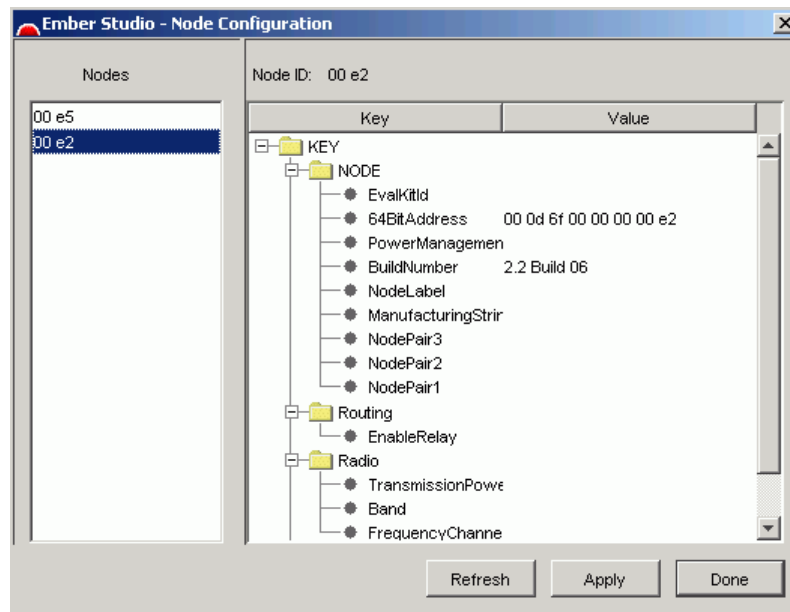 Ember Studio - Node Configuration
Nodes
Node ID: 00 e2
00 e5
00 e2
Key Value
KEY
NODE
EvalKitId
64BitAddress 00 0d 6f 00 00 00 00 e2
PowerManagemen
BuildNumber 2.2 Build 06
NodeLabel
ManufacturingStrir
NodePair3
NodePair2
NodePair1
Routing
EnableRelay
Radio
TransmissionPowe
Band
FrequencyChanne
Refresh Apply Done